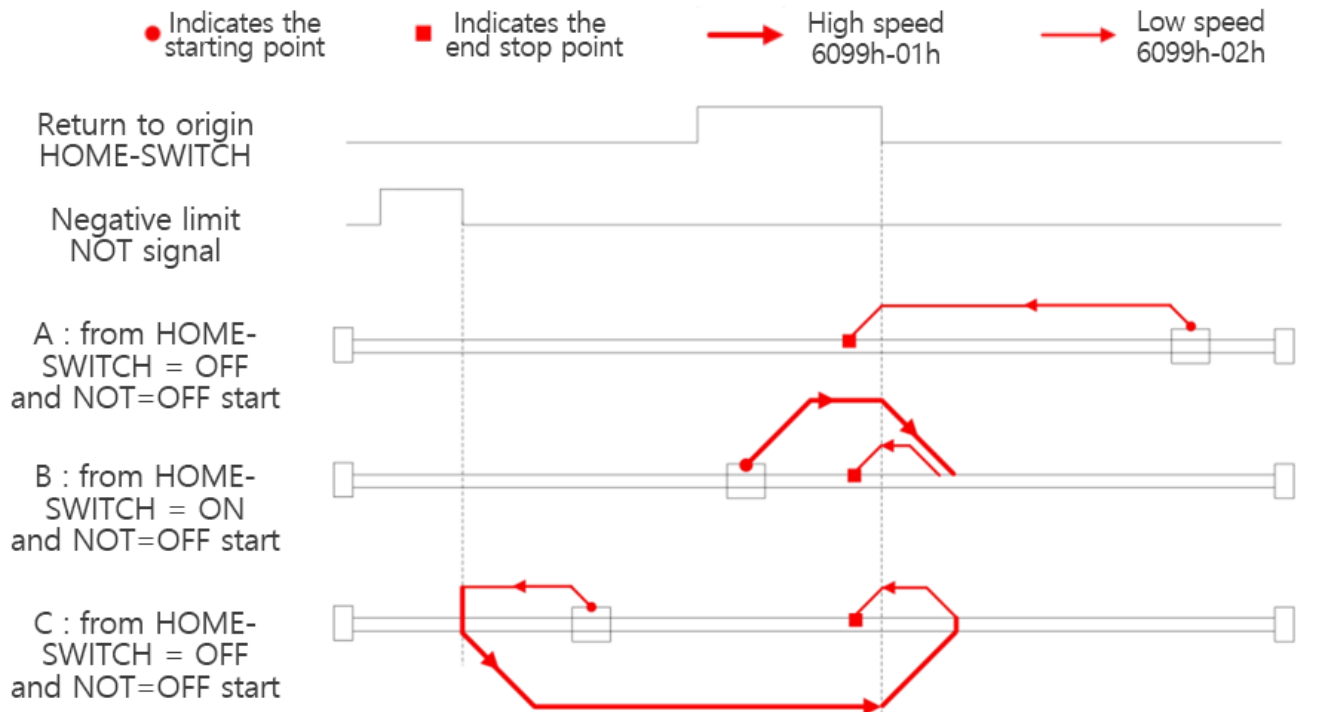 Indicates the
starting point
Indicates the
end stop point
High speed
6099h-01h
Low speed
6099h-02h
Return to origin
HOME-SWITCH
Negative limit
NOT signal
A : from HOME-
SWITCH = OFF
and NOT=OFF start
B : from HOME-
SWITCH = ON
and NOT=OFF start
C : from HOME-
SWITCH = OFF
and NOT=OFF start